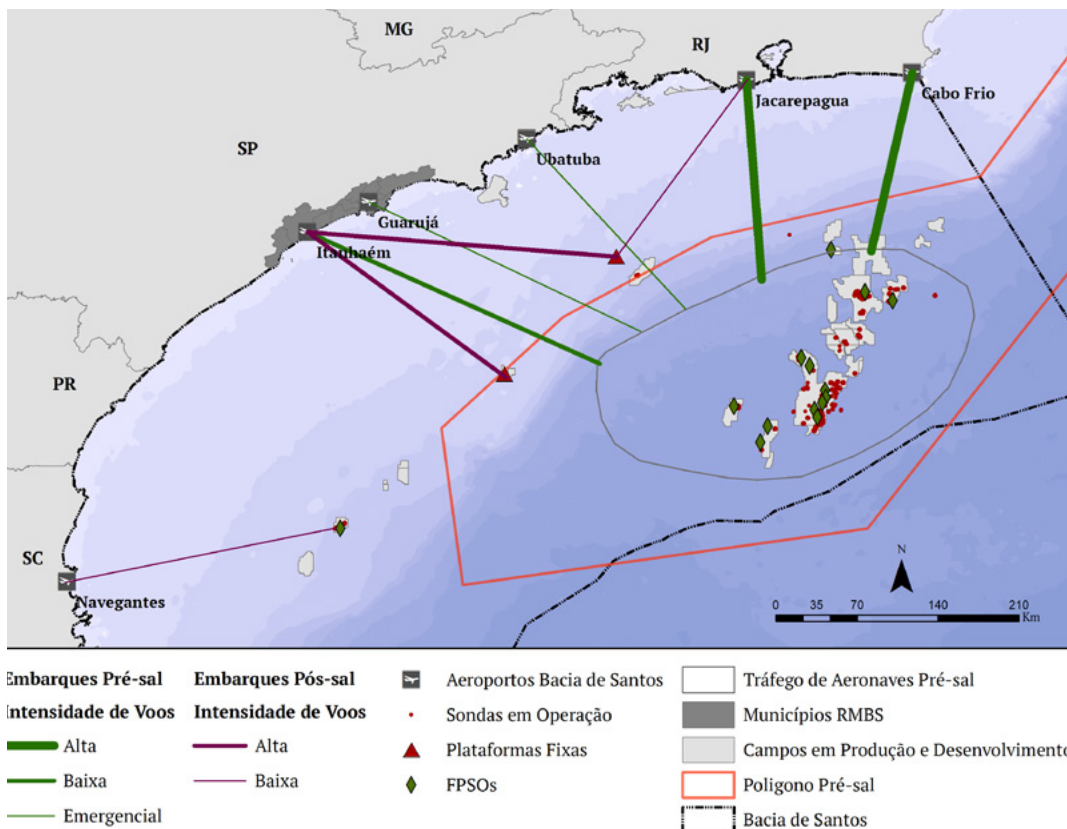 MG
RJ
Jacarepagua
Cabo Frio
SP
Ubatuba
Guarujá
Itanhaém
PR
SC
Navegantes
N
0 35 70 140 210
Km
Embarques Pré-sal
Intensidade de Voos
Alta
Baixa
Emergencial
Embarques Pós-sal
Intensidade de Voos
Alta
Baixa
Aeroportos Bacia de Santos
Sondas em Operação
Plataformas Fixas
FPSOs
Tráfego de Aeronaves Pré-sal
Municípios RMBS
Campos em Produção e Desenvolvimento
Poligono Pré-sal
Bacia de Santos